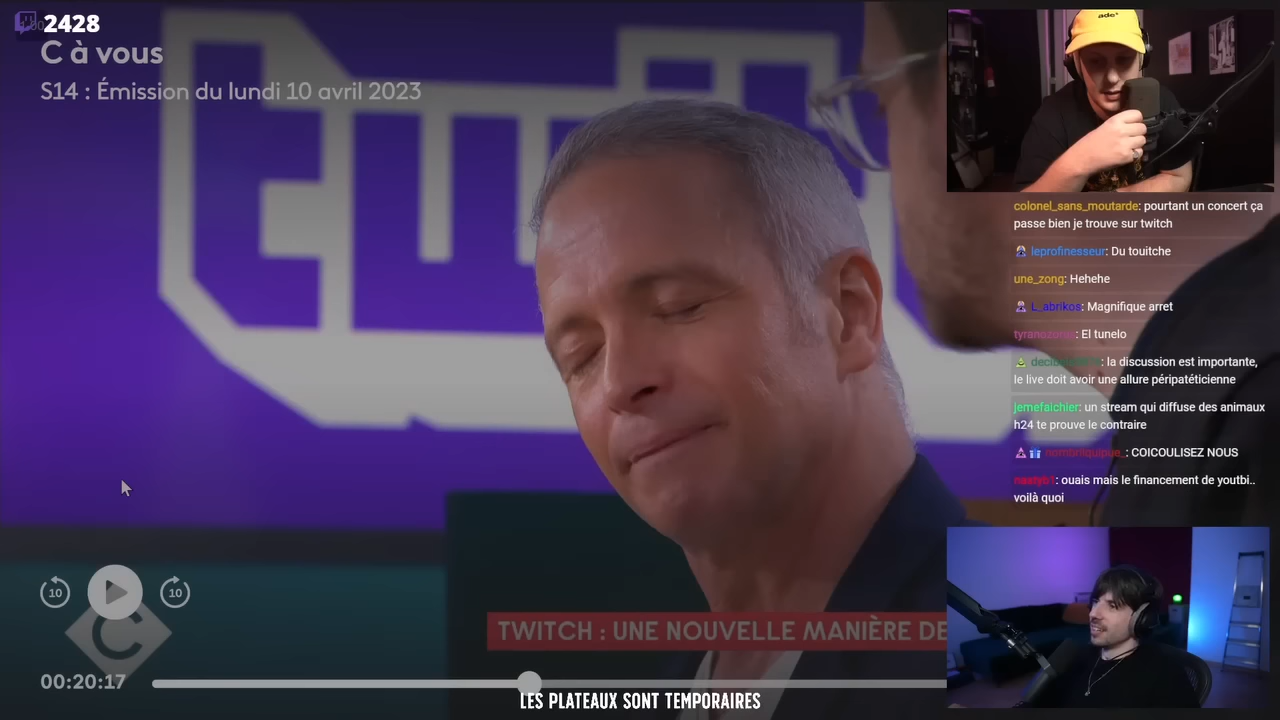 2428
C à vous
S14 : Émission du lundi 10 avril 2023
twitch
adc
colonel_sans_moutarde: pourtant un concert ça
passe bien je trouve sur twitch
leprofinesseur: Du touitche
une_zong: Hehehe
L_abrikos: Magnifique arret
: El tunelo
: la discussion est importante,
le live doit avoir une allure péripatéticienne
jemefaichier: un stream qui diffuse des animaux
h24 te prouve le contraire
: COICOULISEZ NOUS
: ouais mais le financement de youtbi..
voilà quoi
10
10
C
TWITCH : UNE NOUVELLE MANIÈRE DE
00:20:17
LES PLATEAUX SONT TEMPORAIRES